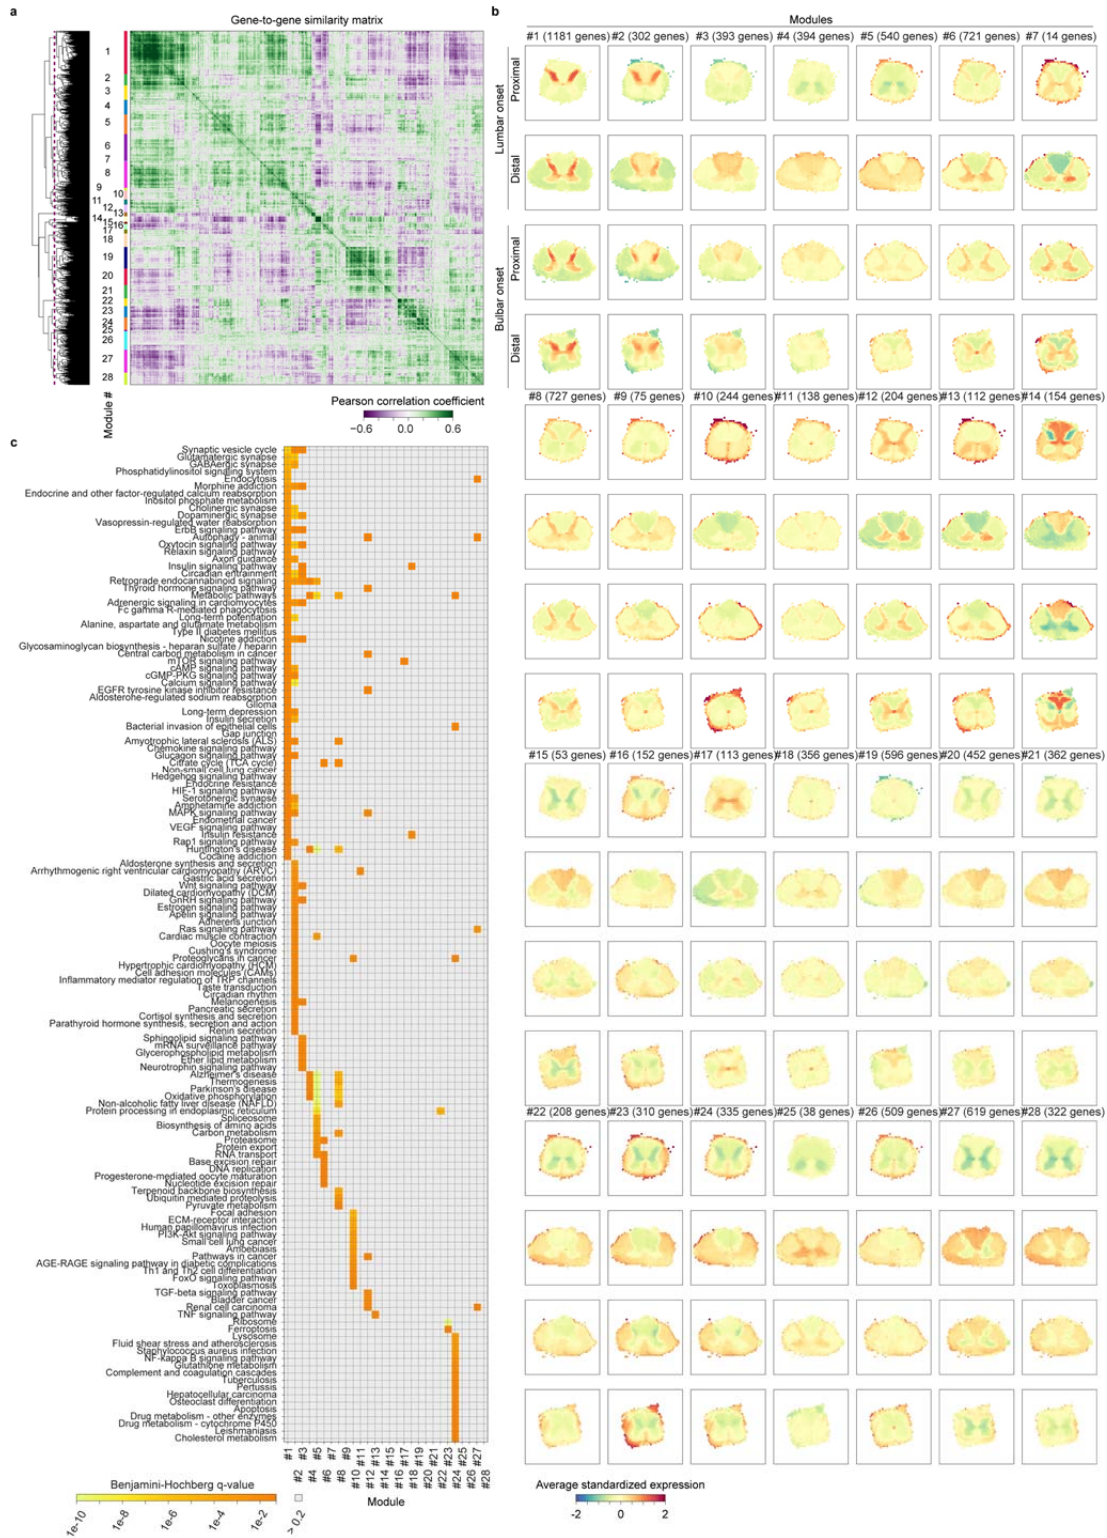 a
Gene-to-gene similarity matrix
1
2
3
4
5
6
7
8
9
10
11
12
13
14
15
16
17
18
19
20
21
22
23
24
25
26
27
28
Module #
Pearson correlation coefficient
−0.6 0.0 0.6
b
Modules
#1 (1181 genes) #2 (302 genes) #3 (393 genes) #4 (394 genes) #5 (540 genes) #6 (721 genes) #7 (14 genes)
Lumbar onset
Proximal
Distal
Bulbar onset
Proximal
Distal
#8 (727 genes) #9 (75 genes) #10 (244 genes) #11 (138 genes) #12 (204 genes) #13 (112 genes) #14 (154 genes)
#15 (53 genes) #16 (152 genes) #17 (113 genes) #18 (356 genes) #19 (596 genes) #20 (452 genes) #21 (362 genes)
#22 (208 genes) #23 (310 genes) #24 (335 genes) #25 (38 genes) #26 (509 genes) #27 (619 genes) #28 (322 genes)
Average standardized expression
-2 0 2
c
Synaptic vesicle cycle
Glutamatergic synapse
GABAergic synapse
Phosphatidylinositol signaling system
Endocytosis
Morphine addiction
Endocrine and other factor-regulated calcium reabsorption
Inositol phosphate metabolism
Cholinergic synapse
Dopaminergic synapse
Vasopressin-regulated water reabsorption
ErbB signaling pathway
Autophagy - animal
Oxytocin signaling pathway
Relaxin signaling pathway
Axon guidance
Insulin signaling pathway
Circadian entrainment
Retrograde endocannabinoid signaling
Thyroid hormone signaling pathway
Metabolic pathways
Adrenergic signaling in cardiomyocytes
Fc gamma R-mediated phagocytosis
Long-term potentiation
Alanine, aspartate and glutamate metabolism
Type II diabetes mellitus
Nicotine addiction
Glycosaminoglycan biosynthesis - heparan sulfate / heparin
Central carbon metabolism in cancer
mTOR signaling pathway
cAMP signaling pathway
cGMP-PKG signaling pathway
Calcium signaling pathway
EGFR tyrosine kinase inhibitor resistance
Aldosterone-regulated sodium reabsorption
Glioma
Long-term depression
Insulin secretion
Bacterial invasion of epithelial cells
Gap junction
Amyotrophic lateral sclerosis (ALS)
Chemokine signaling pathway
Glucagon signaling pathway
Citrate cycle (TCA cycle)
Non-small cell lung cancer
Hedgehog signaling pathway
Endocrine resistance
HIF-1 signaling pathway
Serotonergic synapse
Amphetamine addiction
MAPK signaling pathway
Endometrial cancer
VEGF signaling pathway
Insulin resistance
Rap1 signaling pathway
Huntington's disease
Cocaine addiction
Aldosterone synthesis and secretion
Arrhythmogenic right ventricular cardiomyopathy (ARVC)
Gastric acid secretion
Wnt signaling pathway
Dilated cardiomyopathy (DCM)
GnRH signaling pathway
Estrogen signaling pathway
Apelin signaling pathway
Adherens junction
Ras signaling pathway
Cardiac muscle contraction
Oocyte meiosis
Cushing's syndrome
Proteoglycans in cancer
Hypertrophic cardiomyopathy (HCM)
Cell adhesion molecules (CAMs)
Inflammatory mediator regulation of TRP channels
Taste transduction
Circadian rhythm
Melanogenesis
Pancreatic secretion
Cortisol synthesis and secretion
Parathyroid hormone synthesis, secretion and action
Renin secretion
Sphingolipid signaling pathway
mRNA surveillance pathway
Glycerophospholipid metabolism
Ether lipid metabolism
Neurotrophin signaling pathway
Alzheimer's disease
Thermogenesis
Parkinson's disease
Oxidative phosphorylation
Non-alcoholic fatty liver disease (NAFLD)
Protein processing in endoplasmic reticulum
Spliceosome
Biosynthesis of amino acids
Carbon metabolism
Proteasome
Protein export
RNA transport
Base excision repair
DNA replication
Progesterone-mediated oocyte maturation
Nucleotide excision repair
Terpenoid backbone biosynthesis
Ubiquitin mediated proteolysis
Pyruvate metabolism
Focal adhesion
ECM-receptor interaction
Human papillomavirus infection
PI3K-Akt signaling pathway
Small cell lung cancer
Amoebiasis
Pathways in cancer
AGE-RAGE signaling pathway in diabetic complications
Th1 and Th2 cell differentiation
FoxO signaling pathway
Toxoplasmosis
TGF-beta signaling pathway
Bladder cancer
Renal cell carcinoma
TNF signaling pathway
Ribosome
Ferroptosis
Lysosome
Fluid shear stress and atherosclerosis
Staphylococcus aureus infection
NF-kappa B signaling pathway
Glutathione metabolism
Complement and coagulation cascades
Tuberculosis
Pertussis
Hepatocellular carcinoma
Osteoclast differentiation
Apoptosis
Drug metabolism - other enzymes
Drug metabolism - cytochrome P450
Leishmaniasis
Cholesterol metabolism
#1 #3 #5 #7 #9 #11 #13 #15 #17 #19 #21 #23 #25 #27
#2 #4 #6 #8 #10 #12 #14 #16 #18 #20 #22 #24 #26 #28
Module
Benjamini-Hochberg q-value
1e-10 1e-8 1e-6 1e-4 1e-2
> 0.2